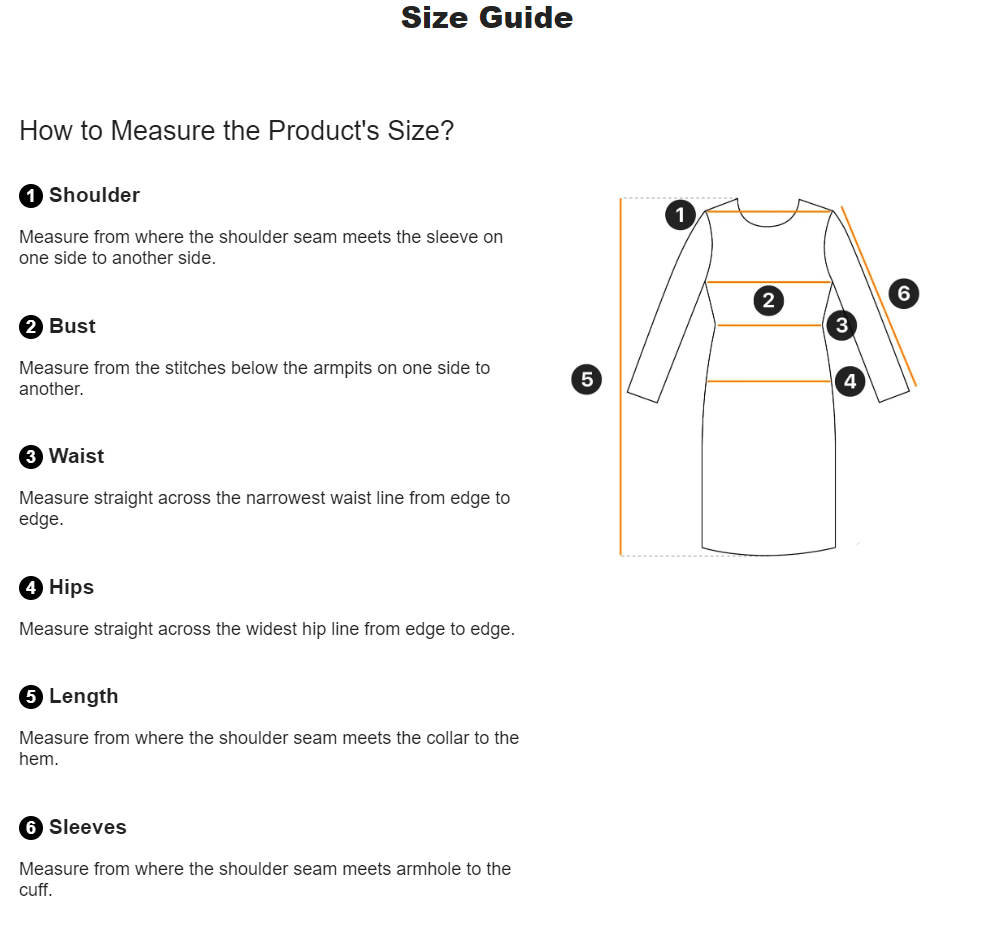 Size Guide
How to Measure the Product's Size?
1 Shoulder
Measure from where the shoulder seam meets the sleeve on
one side to another side.
2 Bust
Measure from the stitches below the armpits on one side to
another.
3 Waist
Measure straight across the narrowest waist line from edge to
edge.
4 Hips
Measure straight across the widest hip line from edge to edge.
5 Length
Measure from where the shoulder seam meets the collar to the
hem.
6 Sleeves
Measure from where the shoulder seam meets armhole to the
cuff.
1
2
3
4
5
6